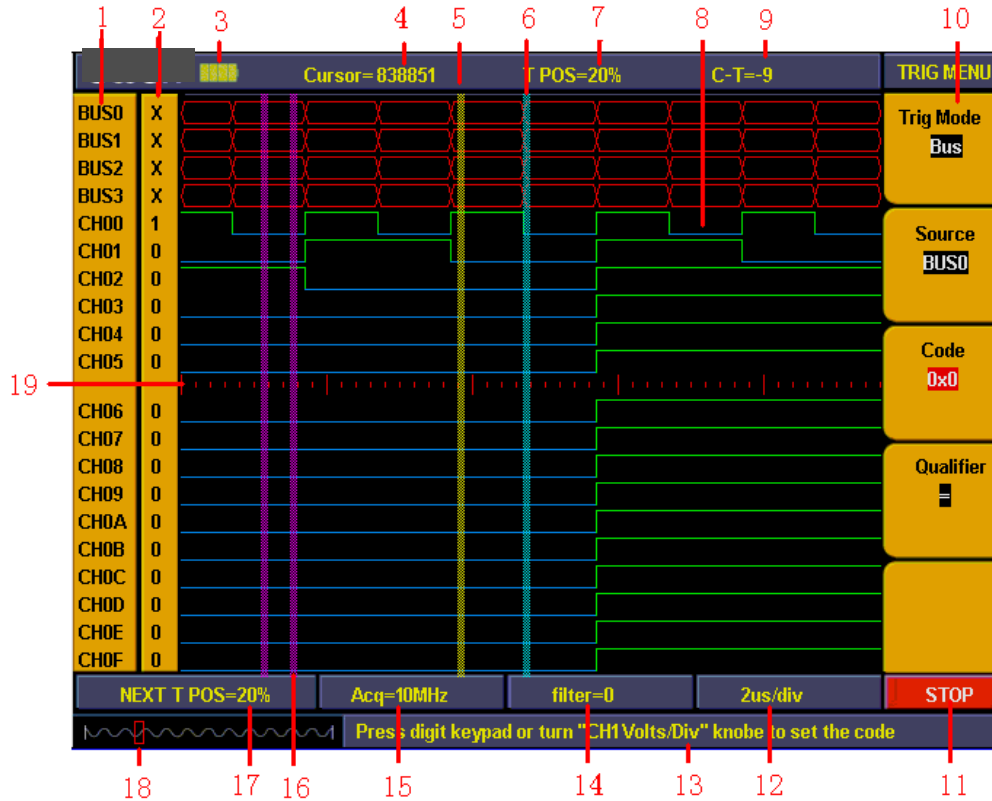 1 2 3 4 5 6 7 8 9 10
Cursor= 838851 T POS=20% C-T=-9 TRIG MENU
BUS0 X
BUS1 X
BUS2 X
BUS3 X
CH00 1
CH01 0
CH02 0
CH03 0
CH04 0
CH05 0
19
CH06 0
CH07 0
CH08 0
CH09 0
CH0A 0
CH0B 0
CH0C 0
CH0D 0
CH0E 0
CH0F 0
Trig Mode
Bus
Source
BUS0
Code
0x0
Qualifier
=
NEXT T POS=20% Acq=10MHz filter=0 2us/div STOP
Press digit keypad or turn "CH1 Volts/Div" knobe to set the code
18 17 16 15 14 13 12 11